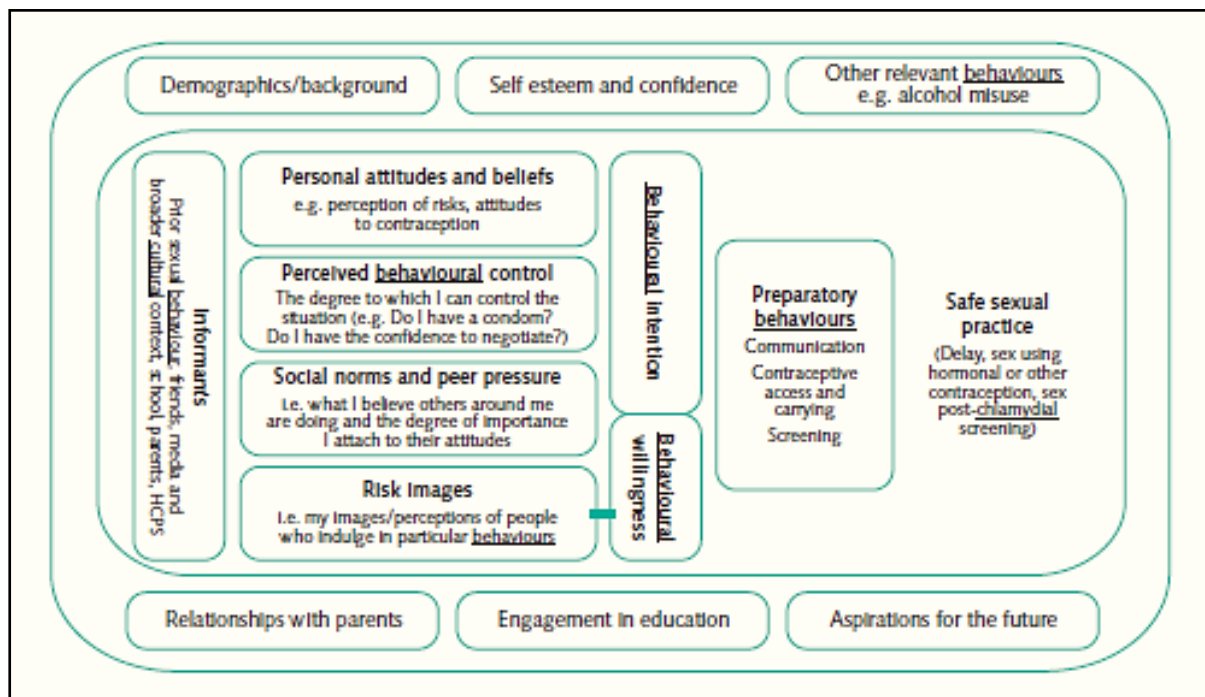 Demographics/background
Self esteem and confidence
Other relevant behaviours
e.g. alcohol misuse
Informants
Prior sexual behaviour, friends, media and
broader cultural context, school, parents, HCPS
Personal attitudes and beliefs
e.g. perception of risks, attitudes
to contraception
Perceived behavioural control
The degree to which I can control the
situation (e.g. Do I have a condom?
Do I have the confidence to negotiate?)
Social norms and peer pressure
i.e. what I believe others around me
are doing and the degree of importance
I attach to their attitudes
Risk images
i.e. my images/perceptions of people
who indulge in particular behaviours
Behavioural intention
Behavioural
willingness
Preparatory
behaviours
Communication
Contraceptive
access and
carrying
Screening
Safe sexual
practice
(Delay, sex using
hormonal or other
contraception, sex
post-chlamydial
screening)
Relationships with parents
Engagement in education
Aspirations for the future